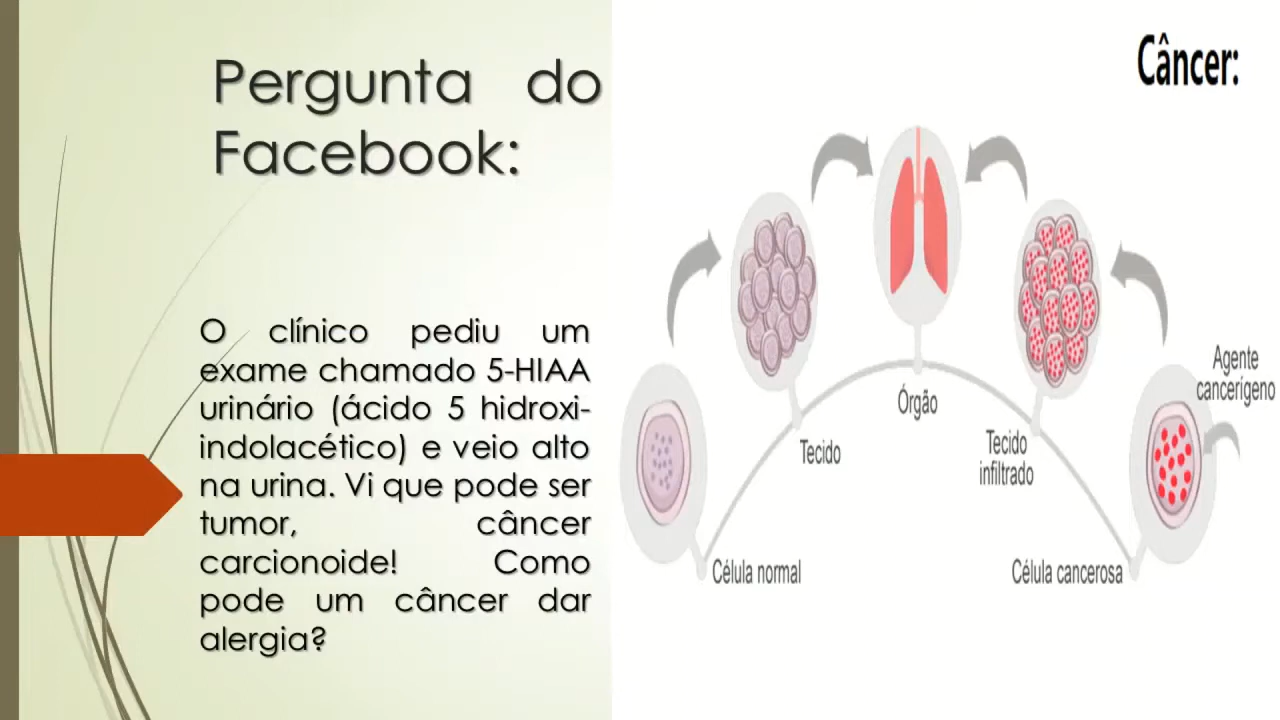 Pergunta do
Facebook:
O clínico pediu um
exame chamado 5-HIAA
urinário (ácido 5 hidroxi-
indolacético) e veio alto
na urina. Vi que pode ser
tumor, câncer
carcionoide! Como
pode um câncer dar
alergia?
Câncer:
Agente
cancerígeno
Órgão
Tecido
Tecido
infiltrado
Célula normal
Célula cancerosa